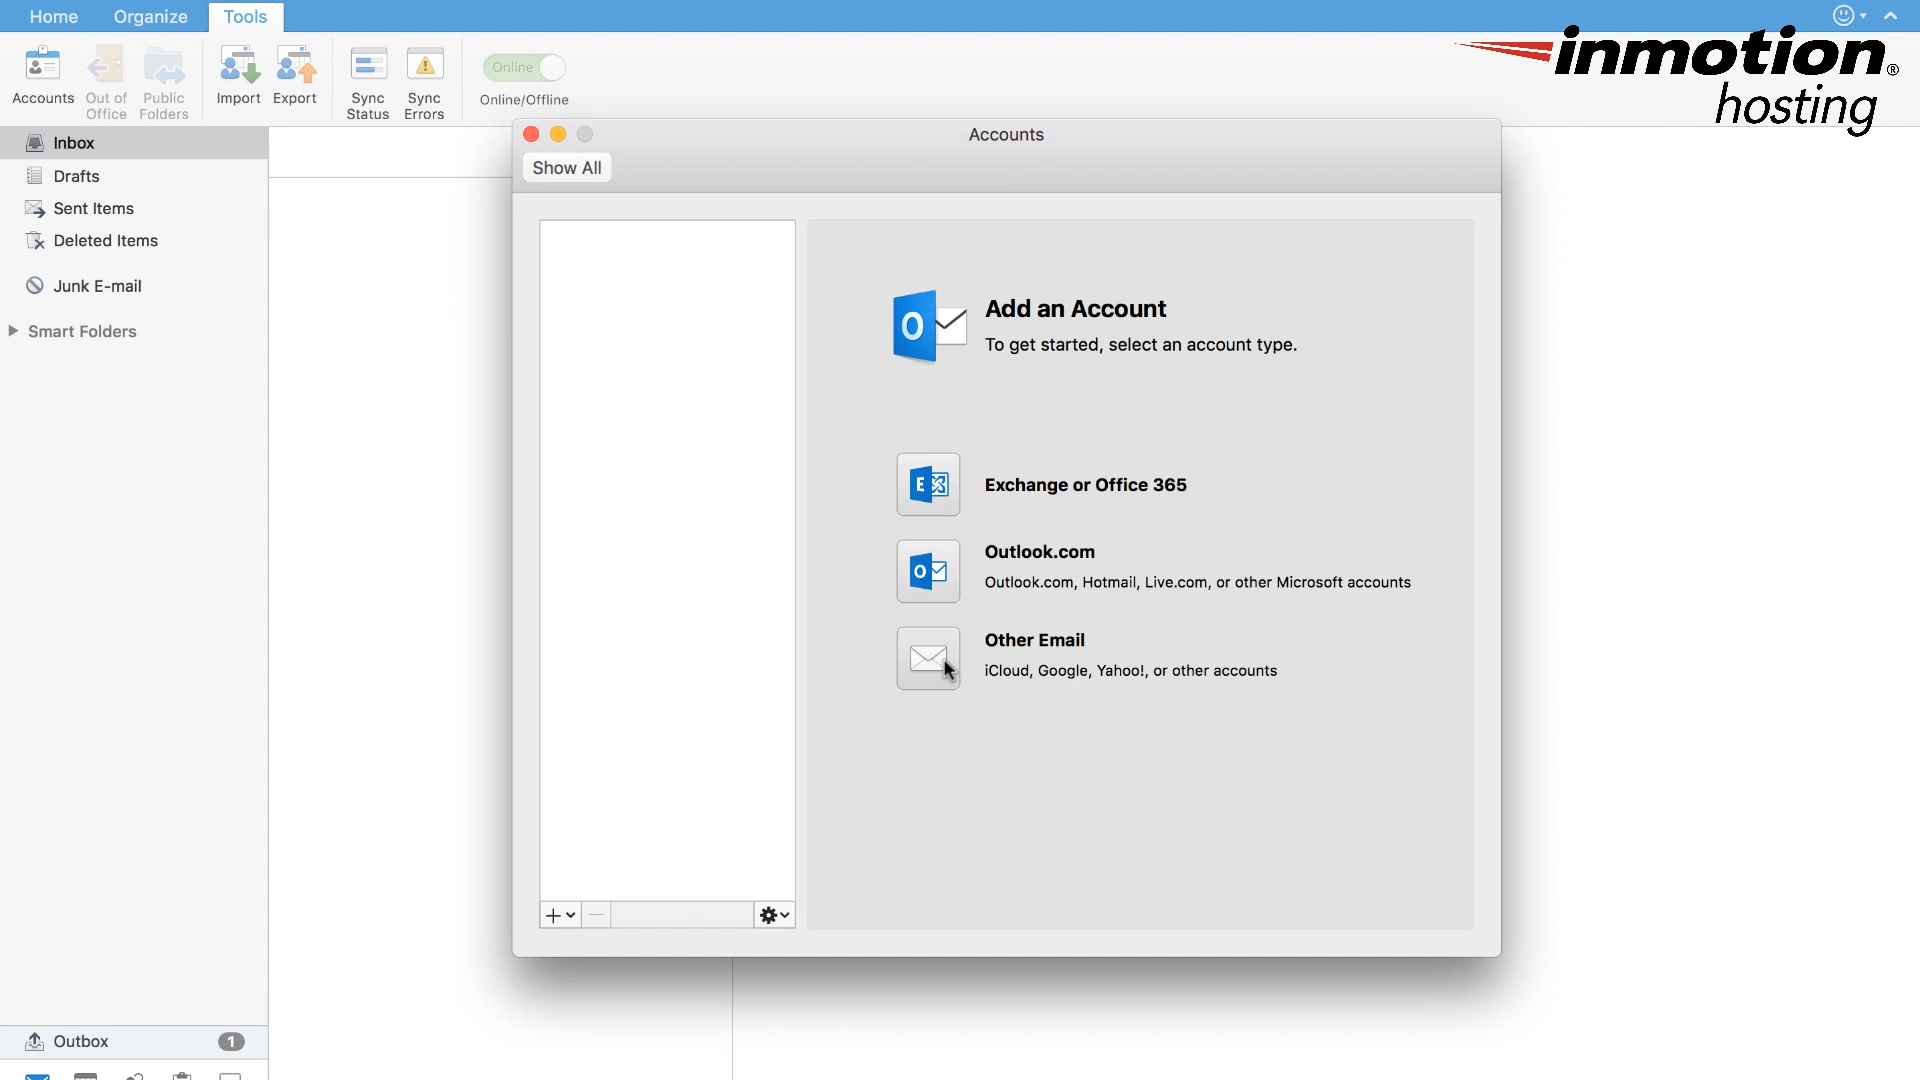 Home Organize Tools
inmotion®
hosting
Accounts Out of Office Public Folders Import Export Sync Status Sync Errors Online Online/Offline
Accounts
Show All
Inbox
Drafts
Sent Items
Deleted Items
Junk E-mail
Smart Folders
Add an Account
To get started, select an account type.
E
Exchange or Office 365
Outlook.com
Outlook.com, Hotmail, Live.com, or other Microsoft accounts
Other Email
iCloud, Google, Yahoo!, or other accounts
Outbox 1